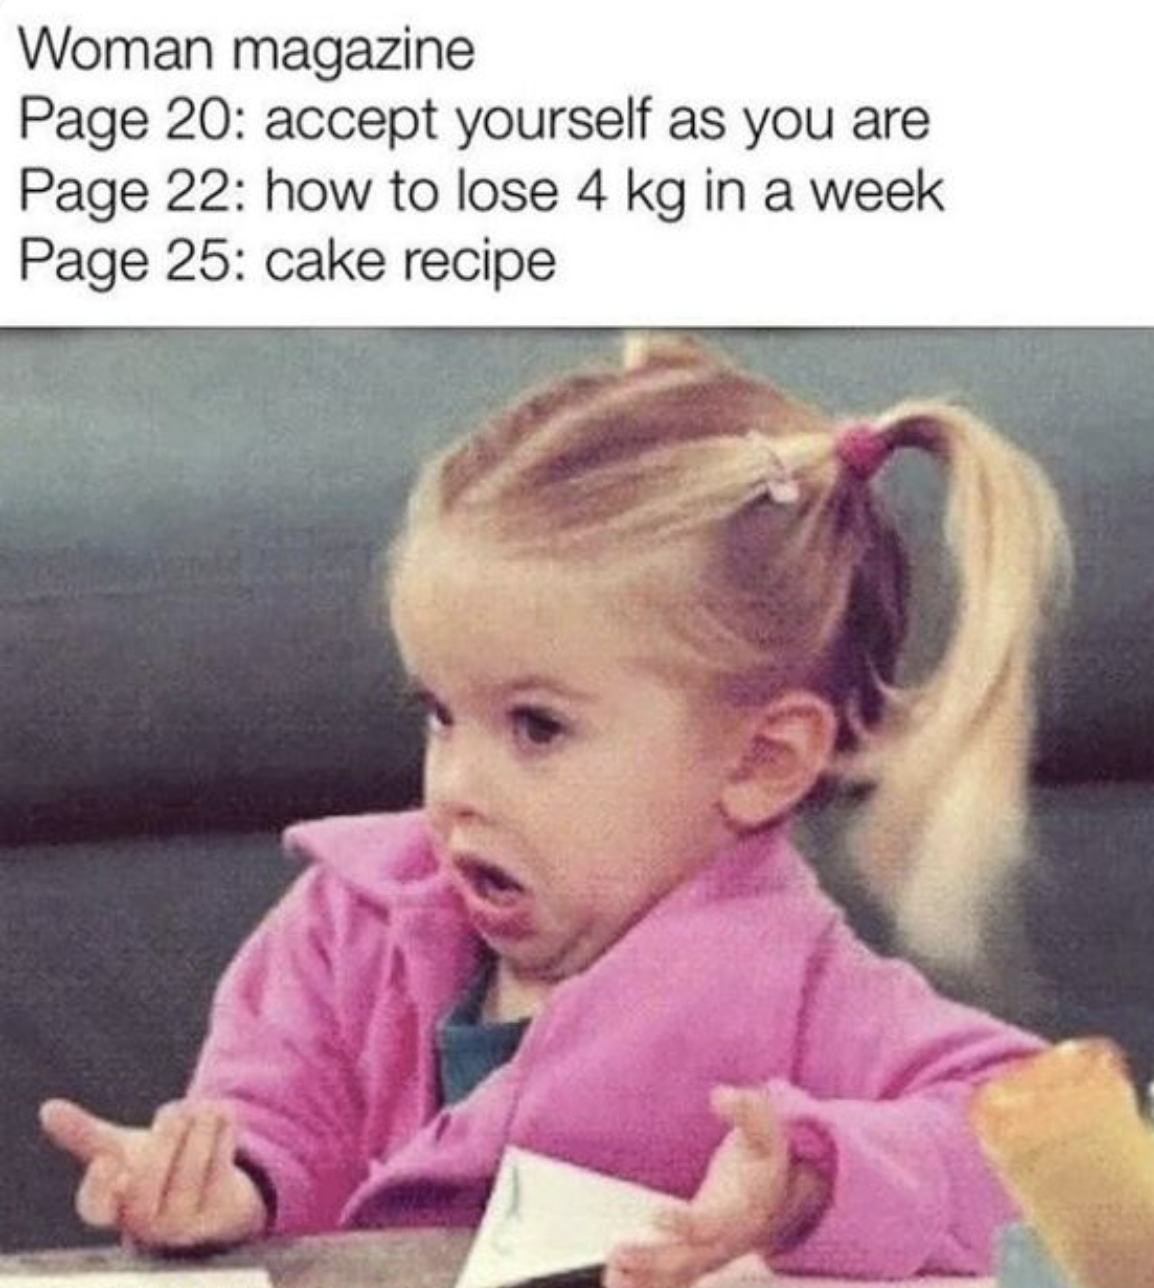 Woman magazine
Page 20: accept yourself as you are
Page 22: how to lose 4 kg in a week
Page 25: cake recipe